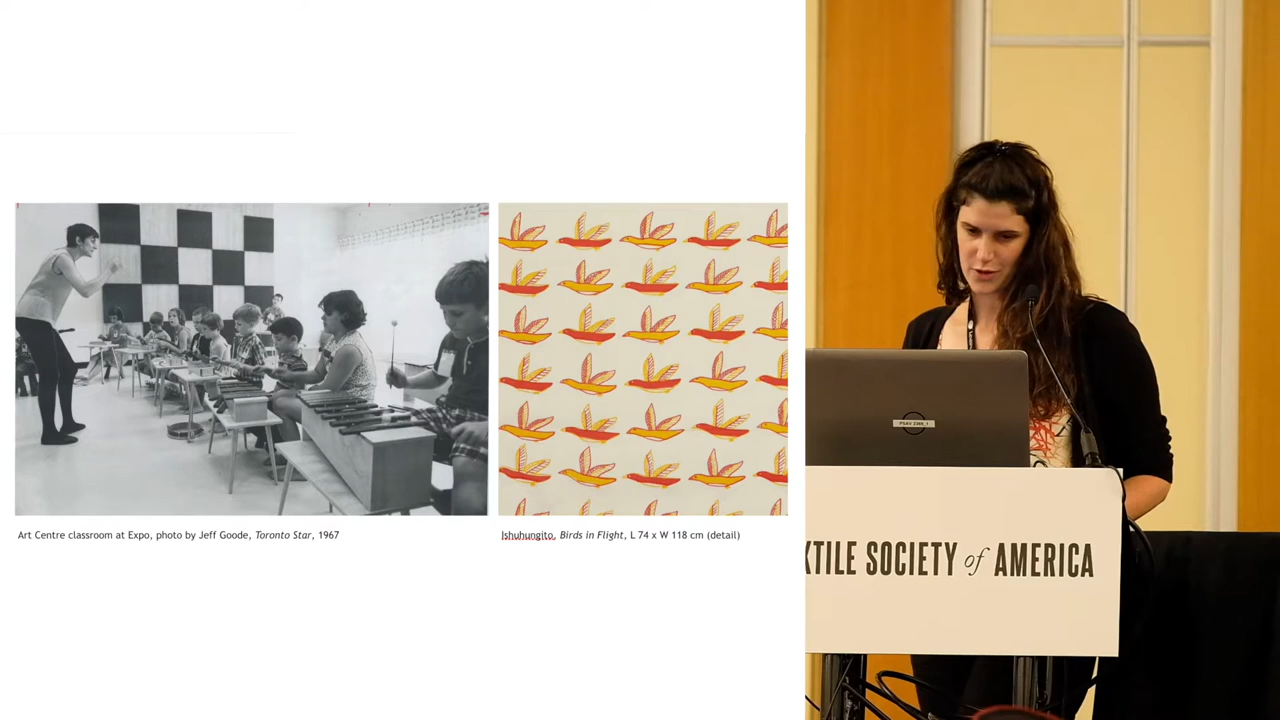 Art Centre classroom at Expo, photo by Jeff Goode, Toronto Star, 1967
Ishuhungito, Birds in Flight, L 74 x W 118 cm (detail)
XTILE SOCIETY of AMERICA